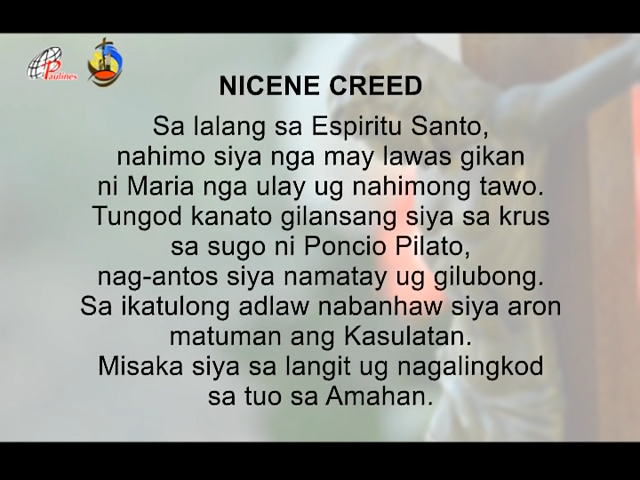 Paulines
NICENE CREED
Sa lalang sa Espiritu Santo,
nahimo siya nga may lawas gikan
ni Maria nga ulay ug nahimong tawo.
Tungod kanato gilansang siya sa krus
sa sugo ni Poncio Pilato,
nag-antos siya namatay ug gilubong.
Sa ikatulong adlaw nabanhaw siya aron
matuman ang Kasulatan.
Misaka siya sa langit ug nagalingkod
sa tuo sa Amahan.